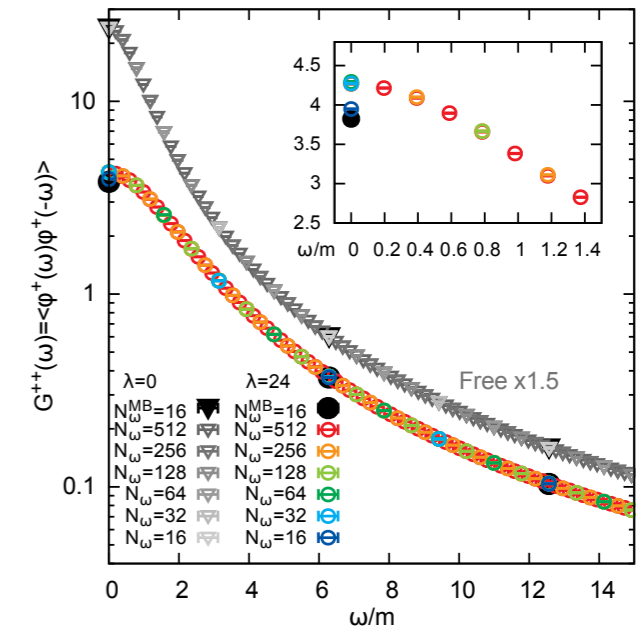 G⁺⁺(ω)=<φ⁺(ω)φ⁺(-ω)>
10
1
0.1
4.5
4
3.5
3
2.5
ω/m 0 0.2 0.4 0.6 0.8 1 1.2 1.4
Free x1.5
λ=0 λ=24
N_ω^MB=16 N_ω^MB=16
N_ω=512 N_ω=512
N_ω=256 N_ω=256
N_ω=128 N_ω=128
N_ω=64 N_ω=64
N_ω=32 N_ω=32
N_ω=16 N_ω=16
0 2 4 6 8 10 12 14
ω/m